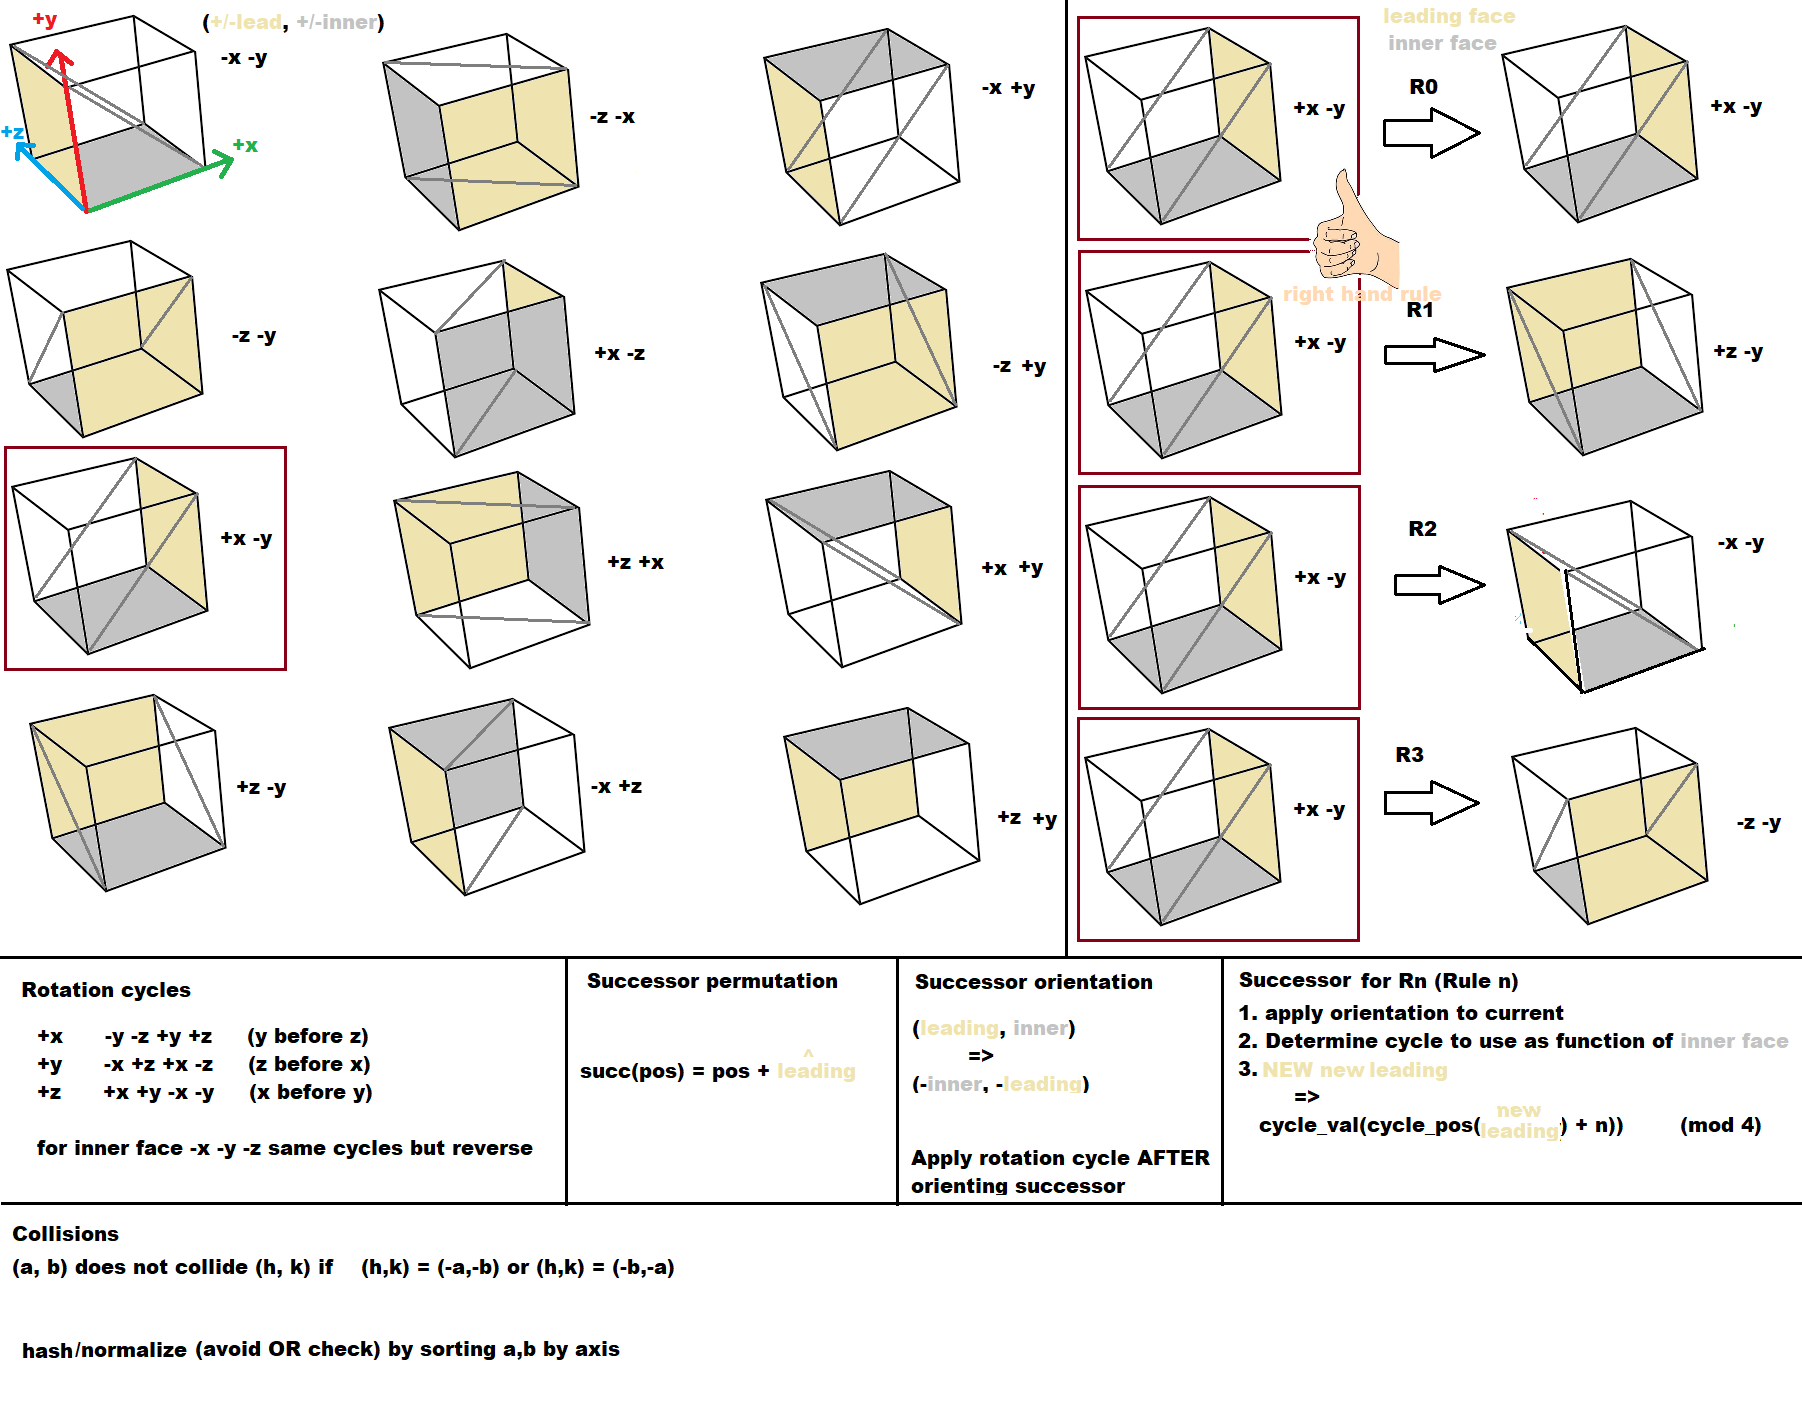 +y
(+/-lead, +/-inner)
-x -y
+z
+x
-z -x
-x +y
-z -y
+x -z
-z +y
+x -y
+z +x
+x +y
+z -y
-x +z
+z +y
leading face
inner face
+x -y
R0
+x -y
right hand rule
+x -y
R1
+z -y
+x -y
R2
-x -y
+x -y
R3
-z -y
Rotation cycles
+x -y -z +y +z (y before z)
+y -x +z +x -z (z before x)
+z +x +y -x -y (x before y)
for inner face -x -y -z same cycles but reverse
Successor permutation
^
succ(pos) = pos + leading
Successor orientation
(leading, inner)
=>
(-inner, -leading)
Apply rotation cycle AFTER
orienting successor
Successor for Rn (Rule n)
1. apply orientation to current
2. Determine cycle to use as function of inner face
3. NEW new leading
=>
new
cycle_val(cycle_pos(leading) + n)) (mod 4)
Collisions
(a, b) does not collide (h, k) if (h,k) = (-a,-b) or (h,k) = (-b,-a)
hash/normalize (avoid OR check) by sorting a,b by axis